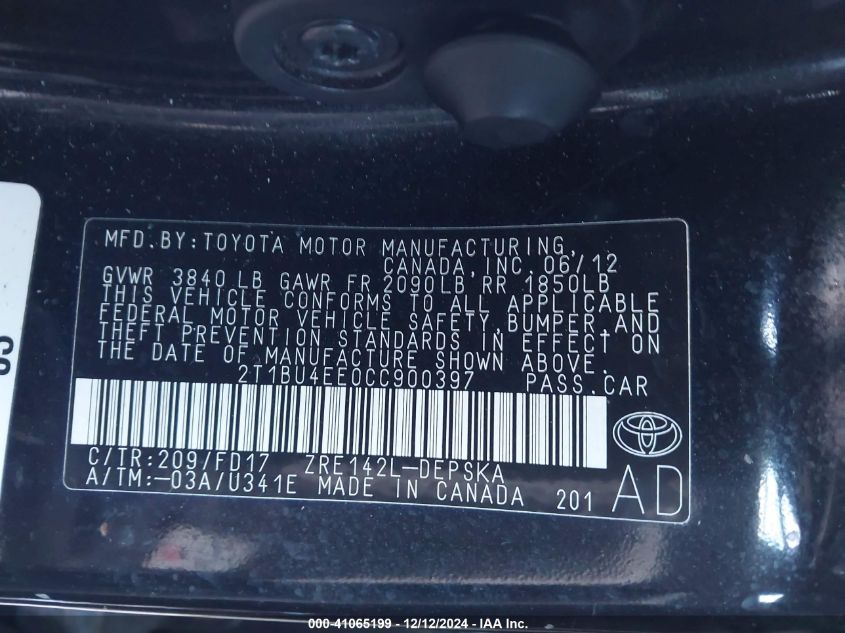 MFD.BY:TOYOTA MOTOR MANUFACTURING,
CANADA,INC. 06/12
GVWR 3840 LB GAWR FR 2090LB RR 1850LB
THIS VEHICLE CONFORMS TO ALL APPLICABLE
FEDERAL MOTOR VEHICLE SAFETY,BUMPER,AND
THEFT PREVENTION STANDARDS IN EFFECT ON
THE DATE OF MANUFACTURE SHOWN ABOVE.
2T1BU4EE0CC900397 PASS.CAR
C/TR:209/FD17 ZRE142L-DEPSKA
A/TM:-03A/U341E MADE IN CANADA 201
AD
000-41065199 - 12/12/2024 - IAA Inc.